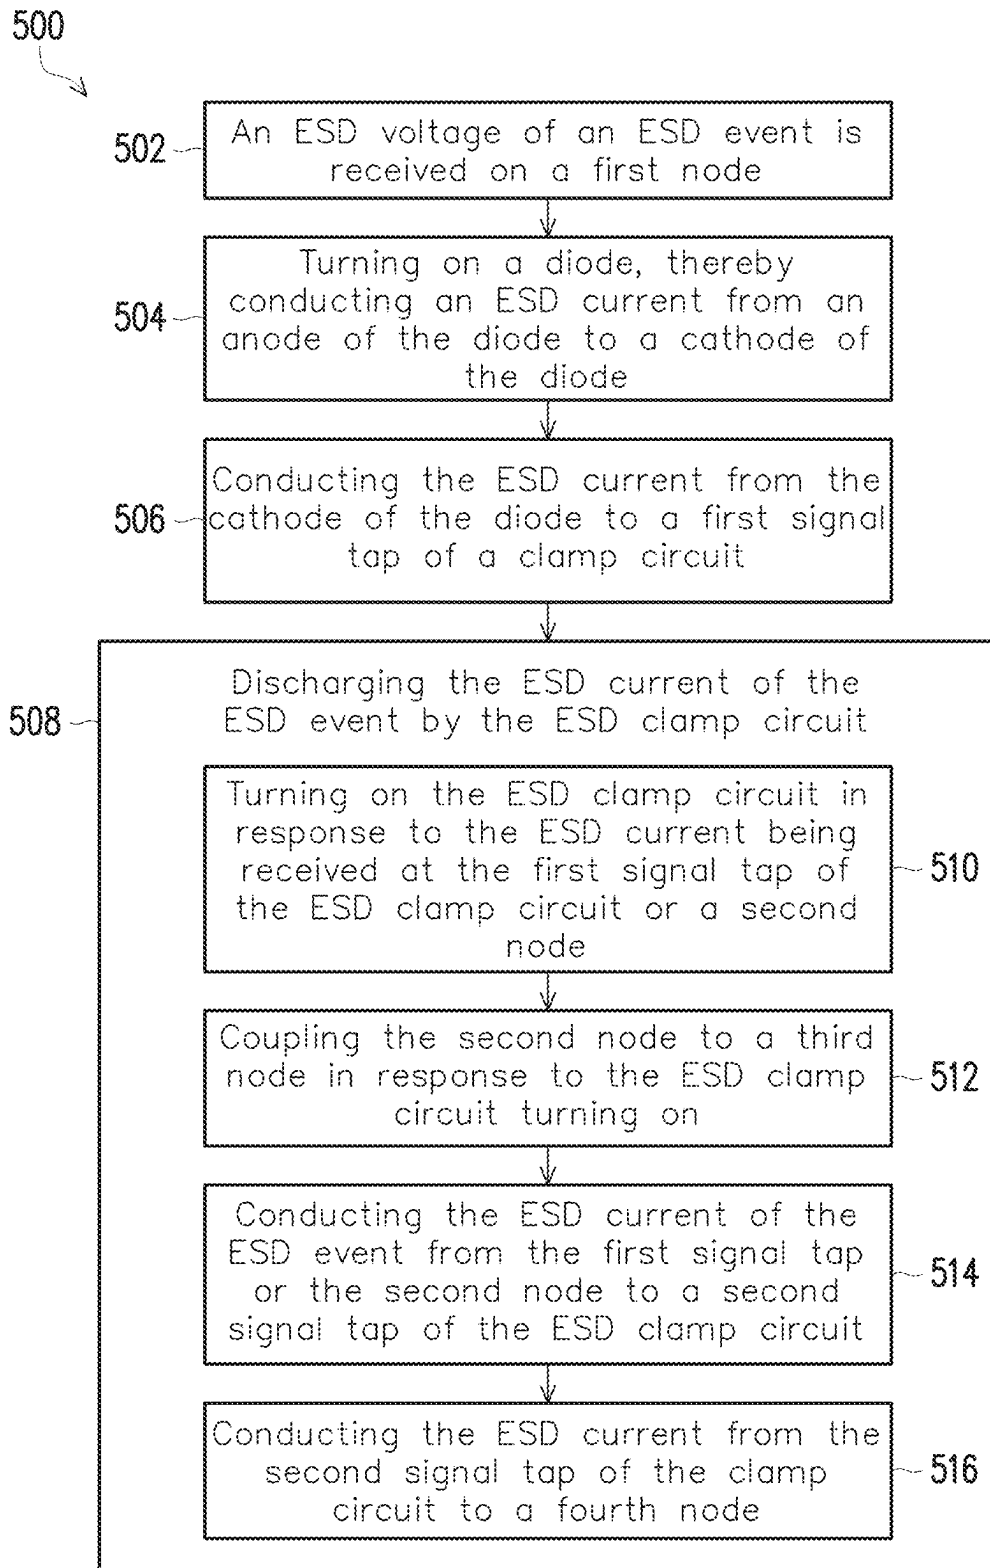 500
502
An ESD voltage of an ESD event is
received on a first node
504
Turning on a diode, thereby
conducting an ESD current from an
anode of the diode to a cathode of
the diode
506
Conducting the ESD current from the
cathode of the diode to a first signal
tap of a clamp circuit
508
Discharging the ESD current of the
ESD event by the ESD clamp circuit
Turning on the ESD clamp circuit in
response to the ESD current being
received at the first signal tap of
the ESD clamp circuit or a second
node
510
Coupling the second node to a third
node in response to the ESD clamp
circuit turning on
512
Conducting the ESD current of the
ESD event from the first signal tap
or the second node to a second
signal tap of the ESD clamp circuit
514
Conducting the ESD current from the
second signal tap of the clamp
circuit to a fourth node
516